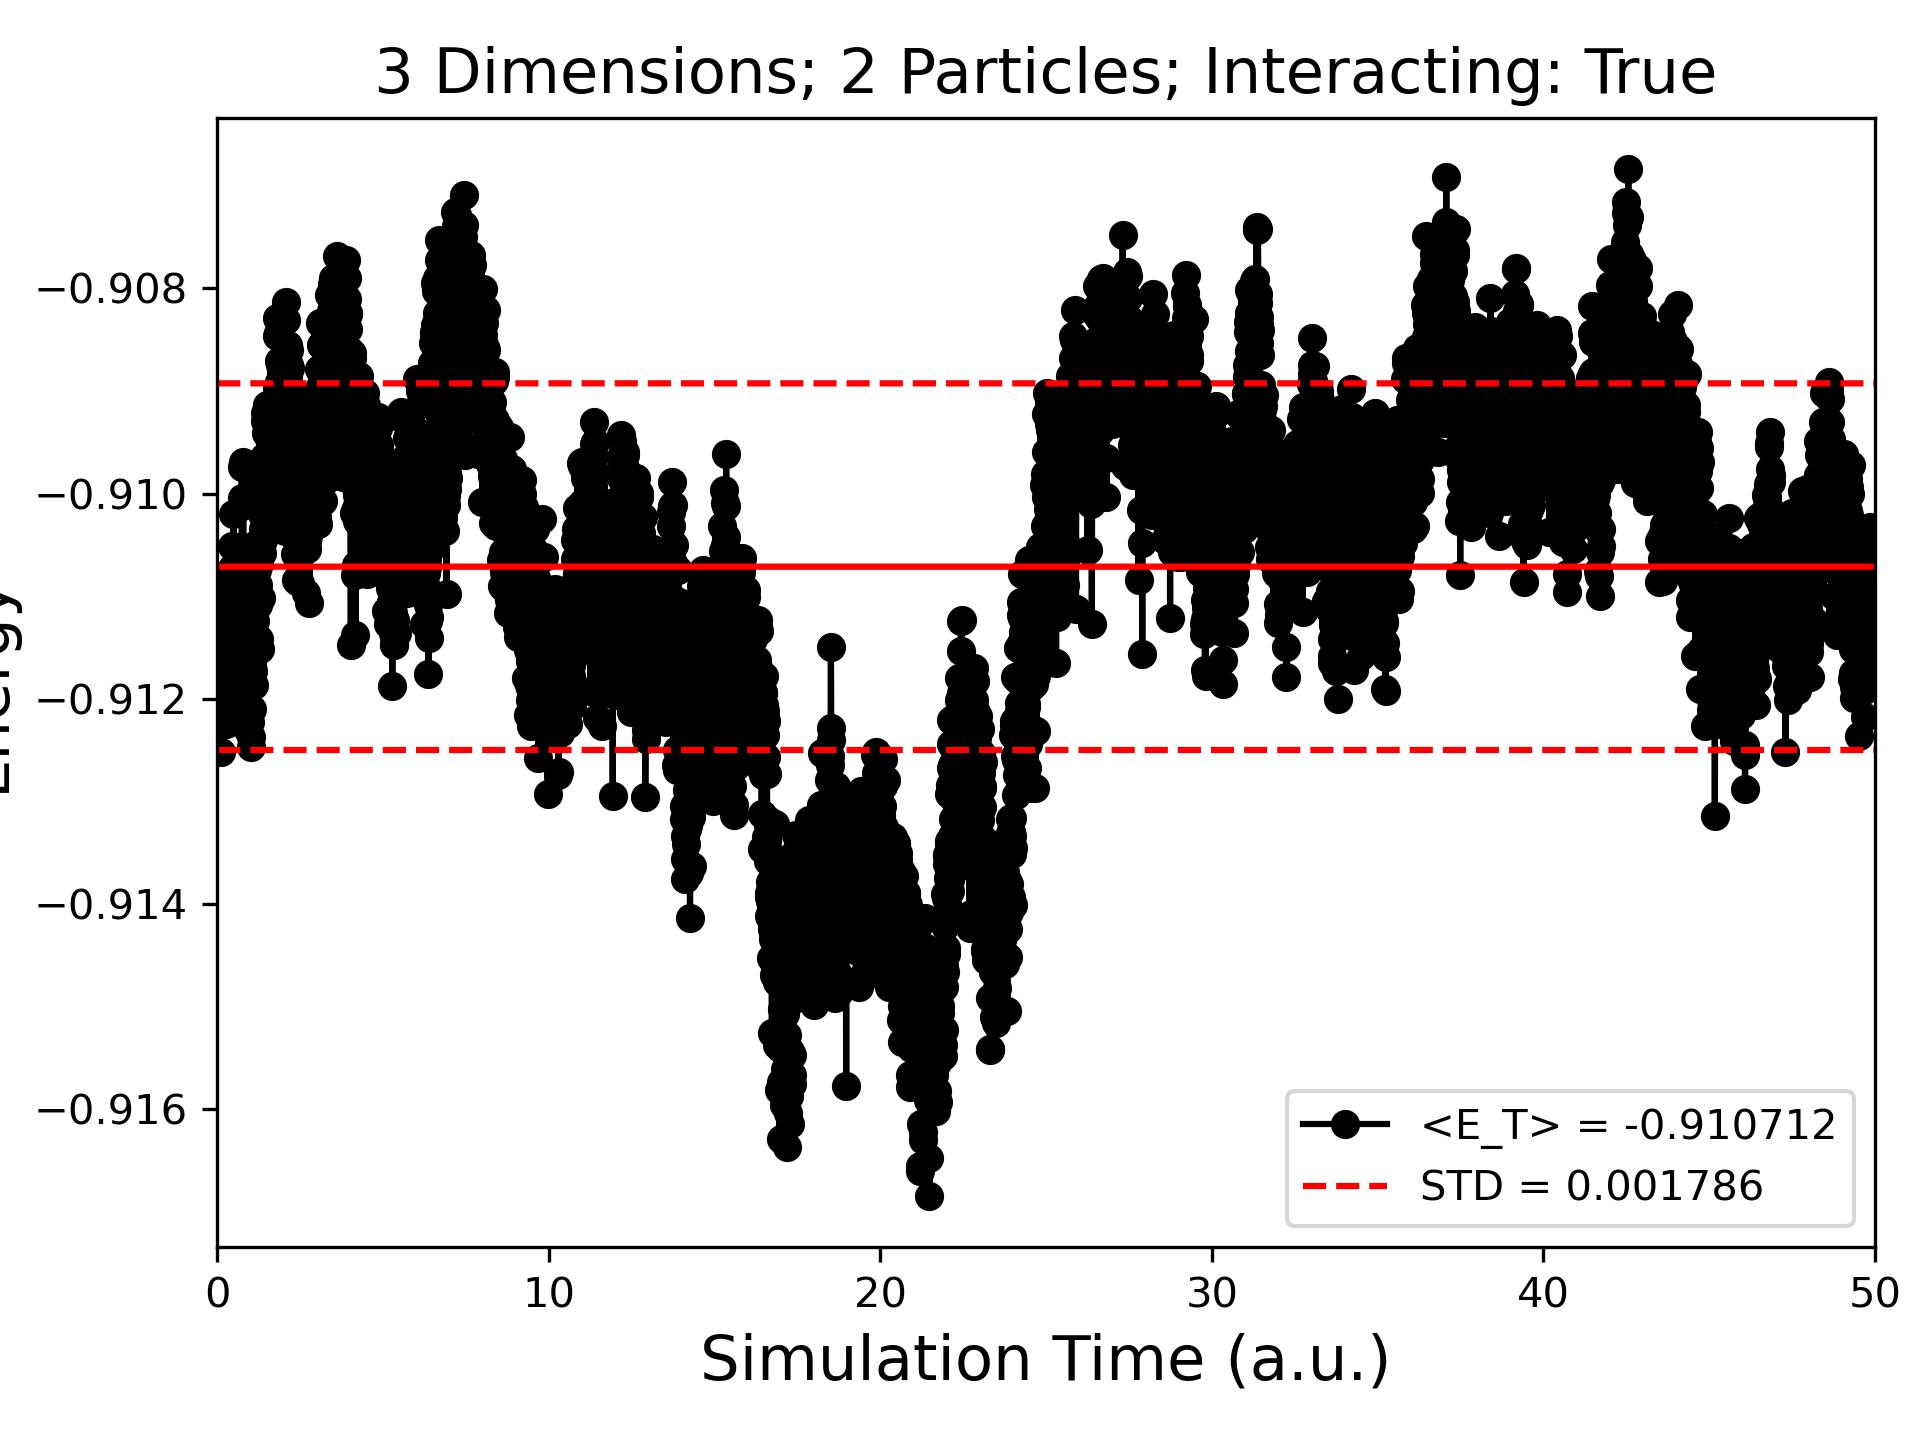 3 Dimensions; 2 Particles; Interacting: True
Energy
−0.908
−0.910
−0.912
−0.914
−0.916
<E_T> = -0.910712
STD = 0.001786
0 10 20 30 40 50
Simulation Time (a.u.)